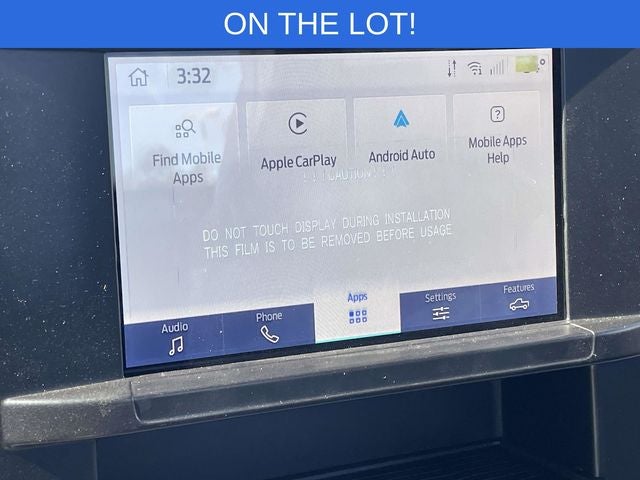 ON THE LOT!
3:32
Find Mobile
Apps
Apple CarPlay
Android Auto
Mobile Apps
Help
! ! !CAUTION! ! !
DO NOT TOUCH DISPLAY DURING INSTALLATION
THIS FILM IS TO BE REMOVED BEFORE USAGE
Audio
Phone
Apps
Settings
Features